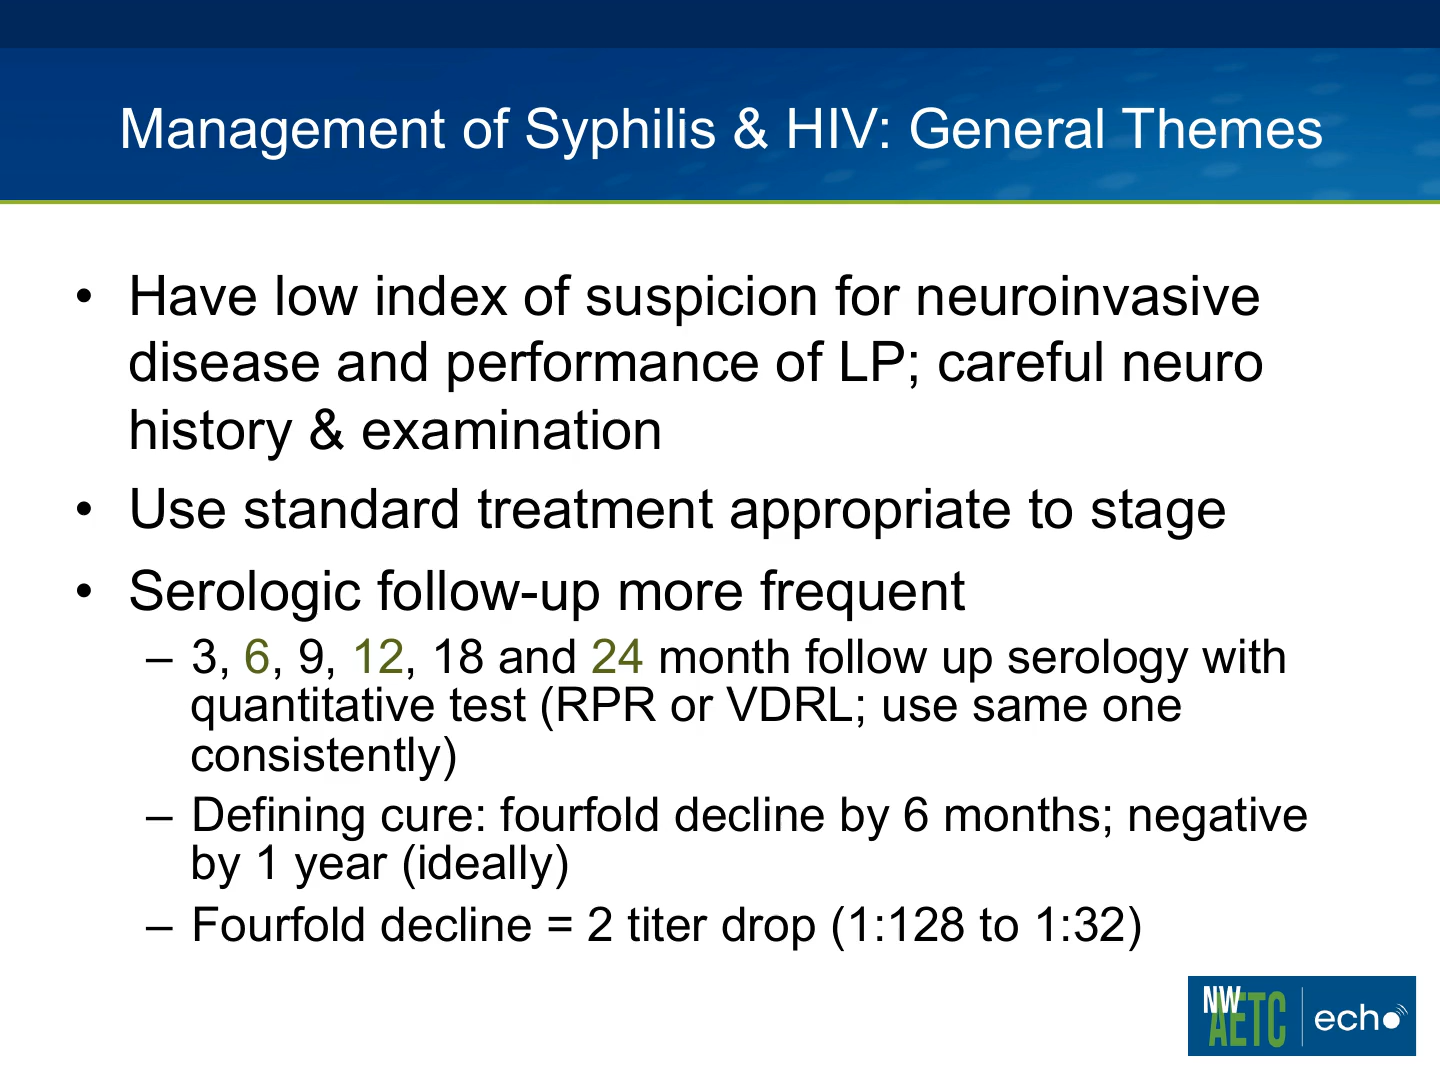 Management of Syphilis & HIV: General Themes
• Have low index of suspicion for neuroinvasive
disease and performance of LP; careful neuro
history & examination
• Use standard treatment appropriate to stage
• Serologic follow-up more frequent
– 3, 6, 9, 12, 18 and 24 month follow up serology with
quantitative test (RPR or VDRL; use same one
consistently)
– Defining cure: fourfold decline by 6 months; negative
by 1 year (ideally)
– Fourfold decline = 2 titer drop (1:128 to 1:32)
NW
AETC
echo